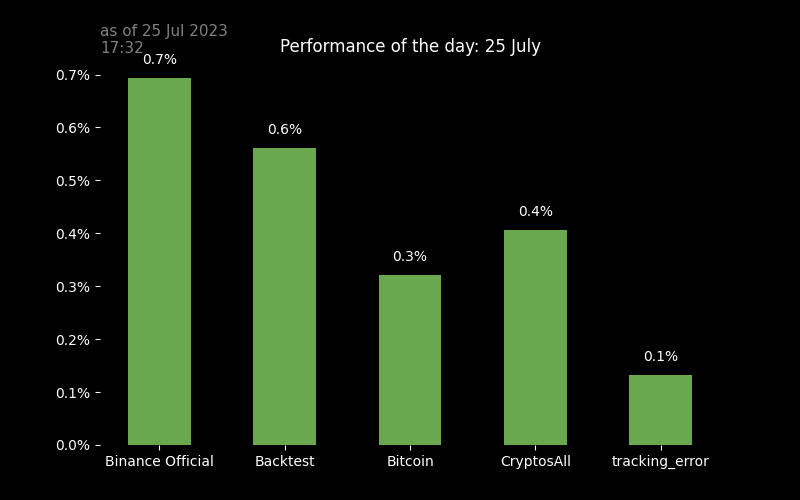 as of 25 Jul 2023
17:32
Performance of the day: 25 July
0.7%
0.6%
0.5%
0.4%
0.3%
0.2%
0.1%
0.0%
0.7%
0.6%
0.3%
0.4%
0.1%
Binance Official
Backtest
Bitcoin
CryptosAll
tracking_error